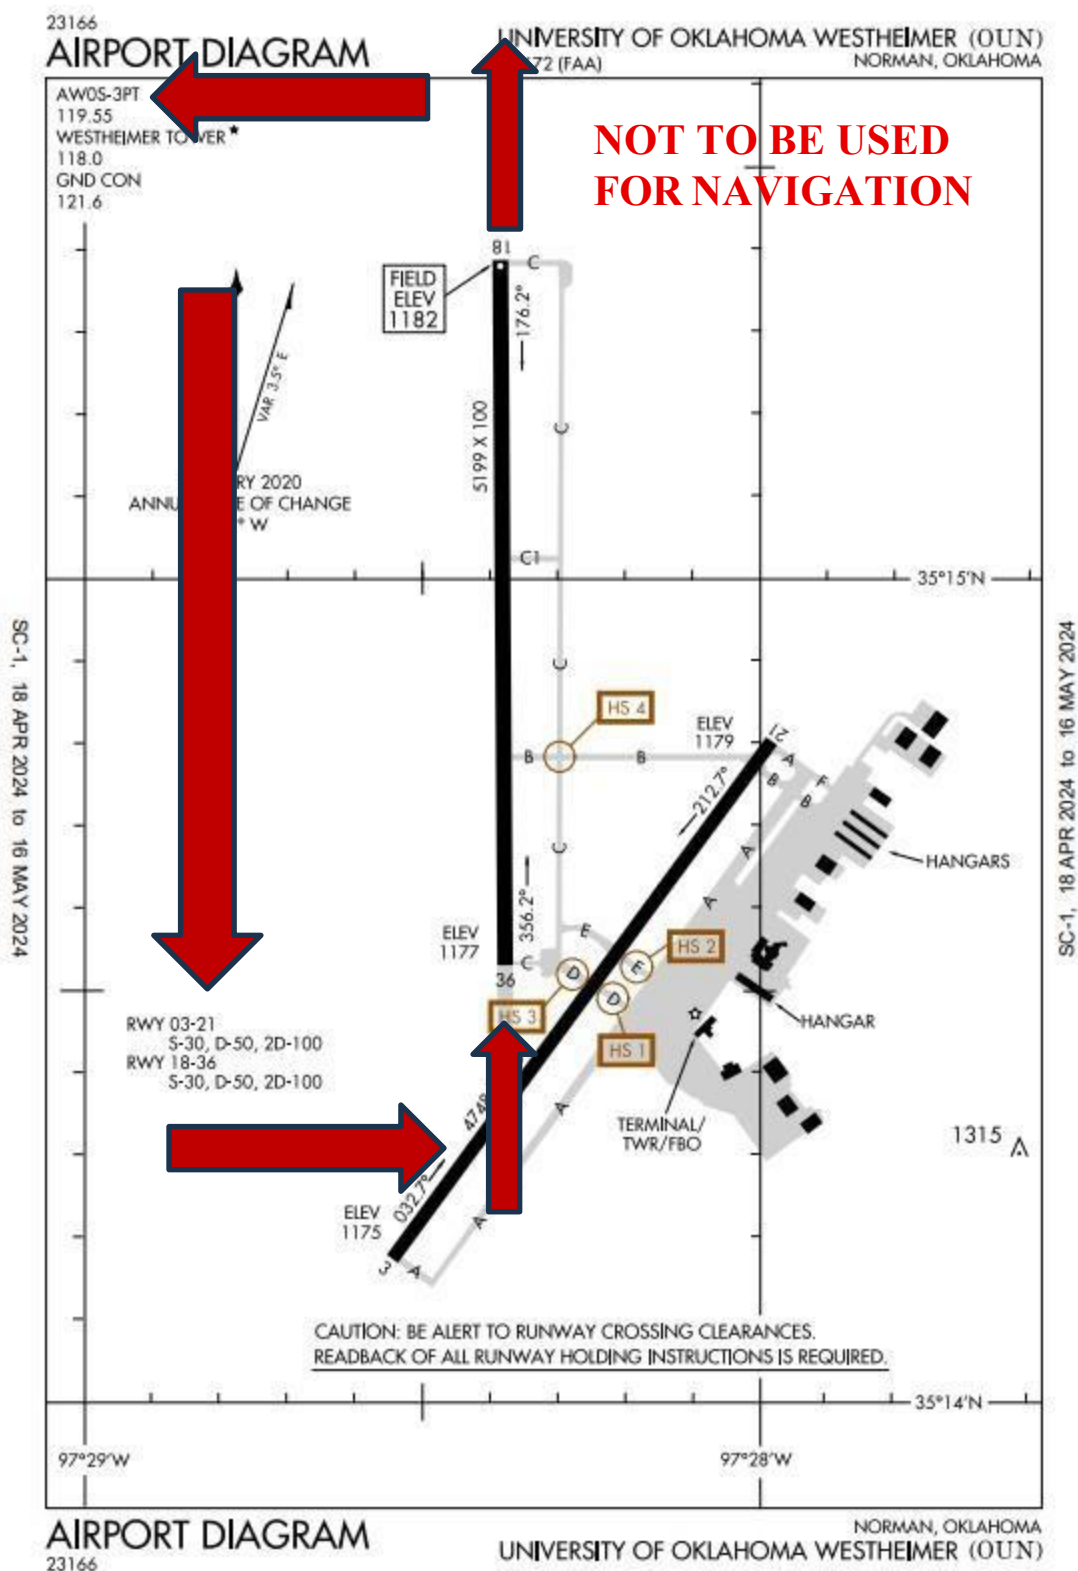 23166
AIRPORT DIAGRAM
UNIVERSITY OF OKLAHOMA WESTHEIMER (OUN)
72 (FAA)
NORMAN, OKLAHOMA
AWOS-3PT
119.55
WESTHEIMER TOWER ★
118.0
GND CON
121.6
NOT TO BE USED
FOR NAVIGATION
18
C
FIELD
ELEV
1182
176.2°
VAR 3.5° E
5199 X 100
C
RY 2020
ANNU E OF CHANGE
° W
C1
35°15'N
C
HS 4
ELEV
1179
21
B
B
A
F
B
B
212.7°
C
A
HANGARS
A
356.2°
ELEV
1177
E
HS 2
C
D
E
36
D
HS 3
HANGAR
HS 1
RWY 03-21
S-30, D-50, 2D-100
RWY 18-36
S-30, D-50, 2D-100
A
TERMINAL/
TWR/FBO
1315
032.7°
ELEV
1175
A
3
A
CAUTION: BE ALERT TO RUNWAY CROSSING CLEARANCES.
READBACK OF ALL RUNWAY HOLDING INSTRUCTIONS IS REQUIRED.
35°14'N
97°29'W
97°28'W
SC-1, 18 APR 2024 to 16 MAY 2024
SC-1, 18 APR 2024 to 16 MAY 2024
AIRPORT DIAGRAM
23166
NORMAN, OKLAHOMA
UNIVERSITY OF OKLAHOMA WESTHEIMER (OUN)